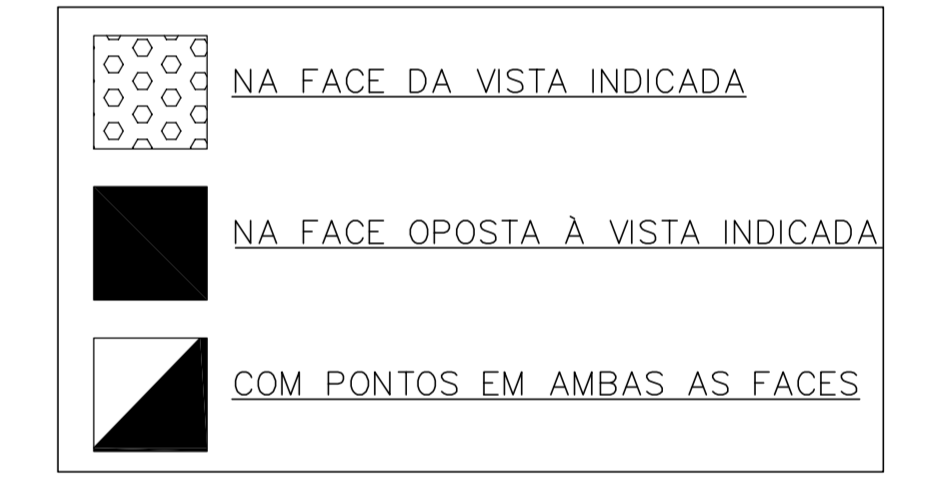 NA FACE DA VISTA INDICADA
NA FACE OPOSTA À VISTA INDICADA
COM PONTOS EM AMBAS AS FACES